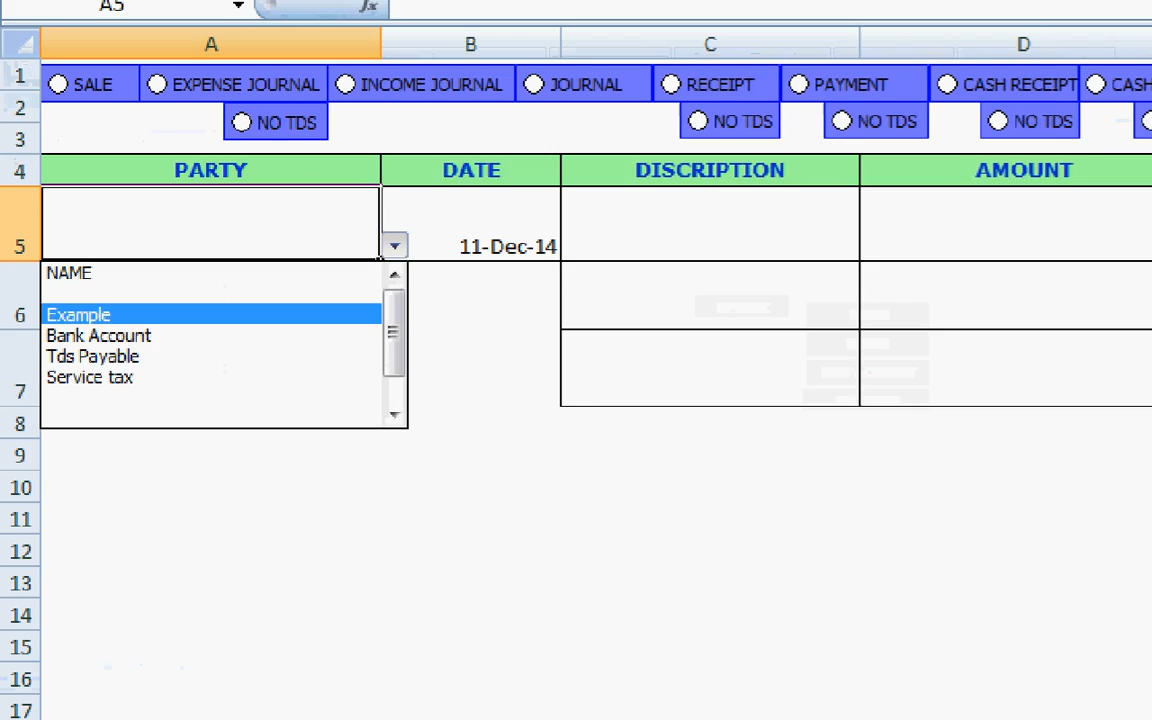 A5 fx
A B C D
1 SALE EXPENSE JOURNAL INCOME JOURNAL JOURNAL RECEIPT PAYMENT CASH RECEIPT CASH
2 NO TDS NO TDS NO TDS NO TDS
3
4 PARTY DATE DISCRIPTION AMOUNT
5 11-Dec-14
NAME
6 Example
Bank Account
Tds Payable
7 Service tax
8
9
10
11
12
13
14
15
16
17